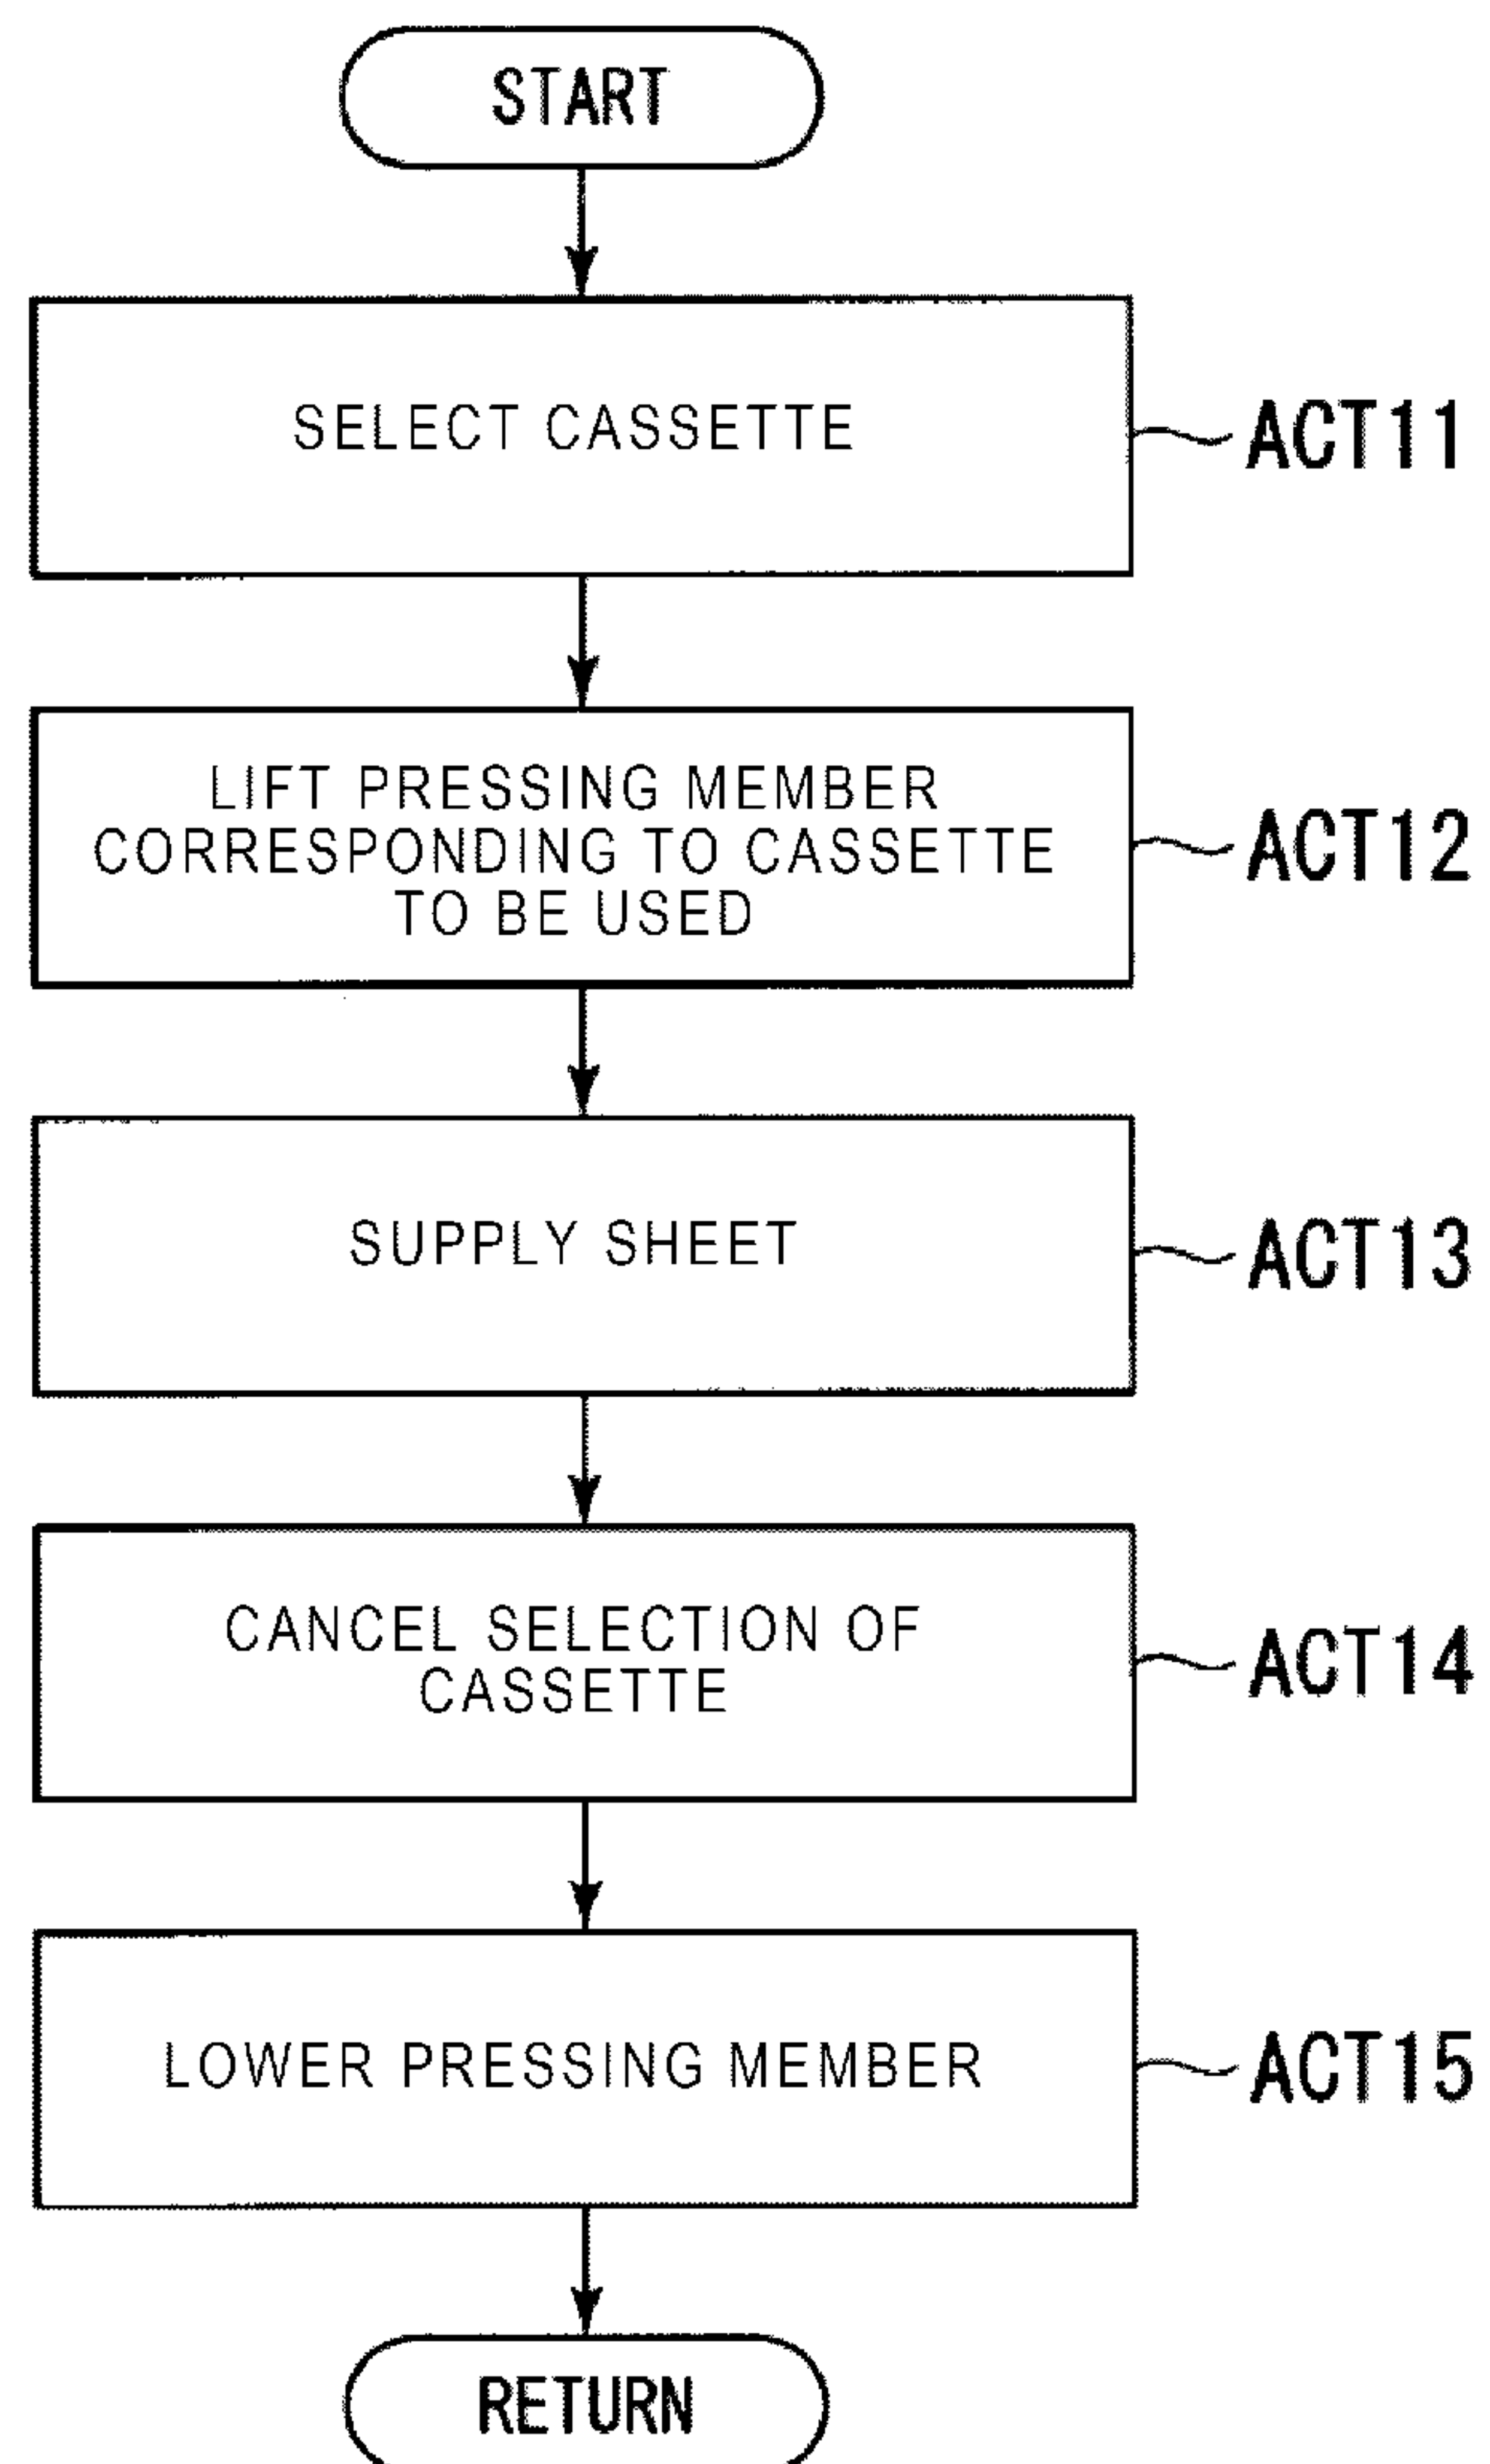 START
SELECT CASSETTE
ACT11
LIFT PRESSING MEMBER
CORRESPONDING TO CASSETTE
TO BE USED
ACT12
SUPPLY SHEET
ACT13
CANCEL SELECTION OF
CASSETTE
ACT14
LOWER PRESSING MEMBER
ACT15
RETURN